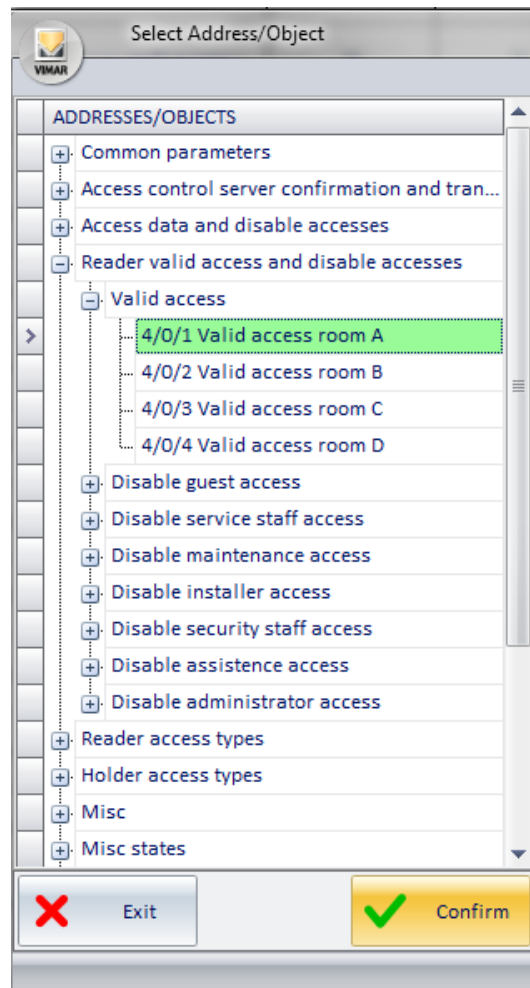 Select Address/Object
VIMAR
ADDRESSES/OBJECTS
Common parameters
Access control server confirmation and tran...
Access data and disable accesses
Reader valid access and disable accesses
Valid access
4/0/1 Valid access room A
4/0/2 Valid access room B
4/0/3 Valid access room C
4/0/4 Valid access room D
Disable guest access
Disable service staff access
Disable maintenance access
Disable installer access
Disable security staff access
Disable assistence access
Disable administrator access
Reader access types
Holder access types
Misc
Misc states
Exit Confirm